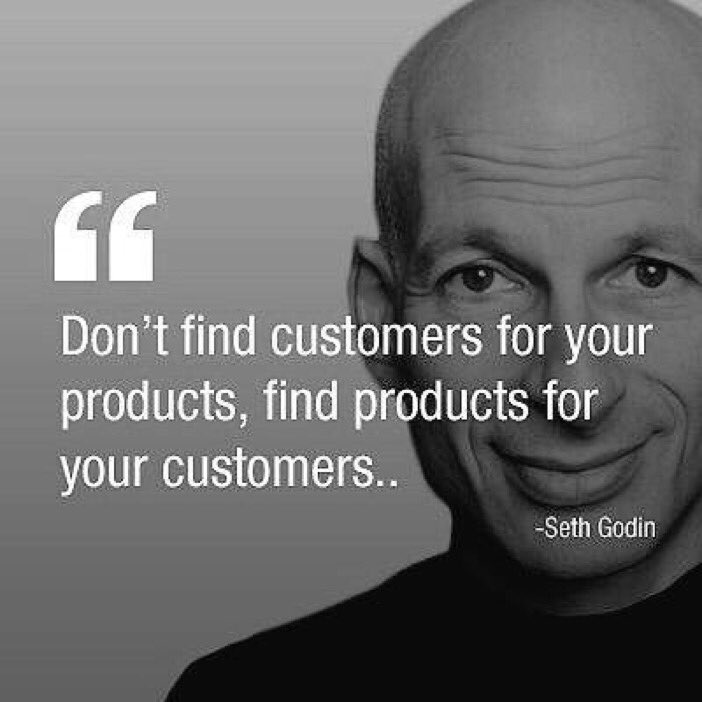 “
Don’t find customers for your
products, find products for
your customers..
-Seth Godin